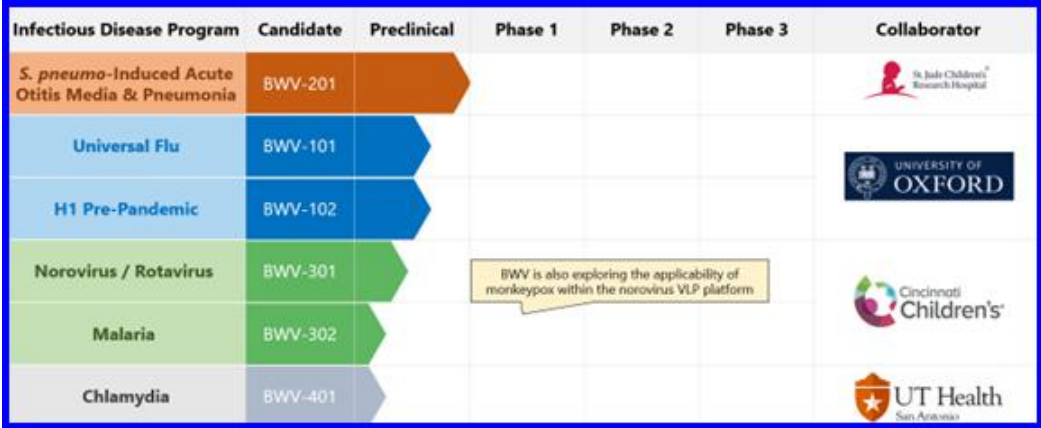 Infectious Disease Program Candidate Preclinical Phase 1 Phase 2 Phase 3 Collaborator
S. pneumo-Induced Acute
Otitis Media & Pneumonia
BWV-201
St. Jude Children's
Research Hospital
Universal Flu
BWV-101
UNIVERSITY OF
OXFORD
H1 Pre-Pandemic
BWV-102
Norovirus / Rotavirus
BWV-301
BWV is also exploring the applicability of
monkeypox within the norovirus VLP platform
Cincinnati
Children's
Malaria
BWV-302
Chlamydia
BWV-401
UT Health
San Antonio